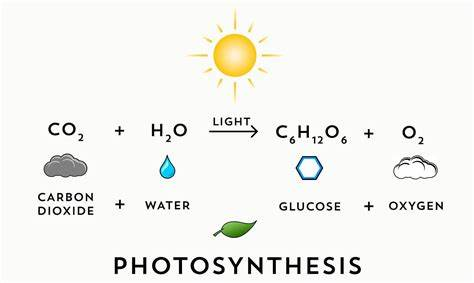 LIGHT
CO₂ + H₂O → C₆H₁₂O₆ + O₂
CARBON DIOXIDE + WATER GLUCOSE + OXYGEN
PHOTOSYNTHESIS